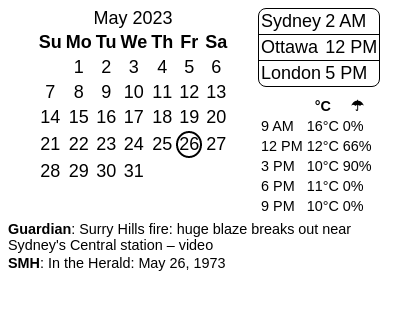 May 2023
Su Mo Tu We Th Fr Sa
1 2 3 4 5 6
7 8 9 10 11 12 13
14 15 16 17 18 19 20
21 22 23 24 25 26 27
28 29 30 31
Sydney 2 AM
Ottawa 12 PM
London 5 PM
°C ☂
9 AM 16°C 0%
12 PM 12°C 66%
3 PM 10°C 90%
6 PM 11°C 0%
9 PM 10°C 0%
Guardian: Surry Hills fire: huge blaze breaks out near
Sydney's Central station – video
SMH: In the Herald: May 26, 1973